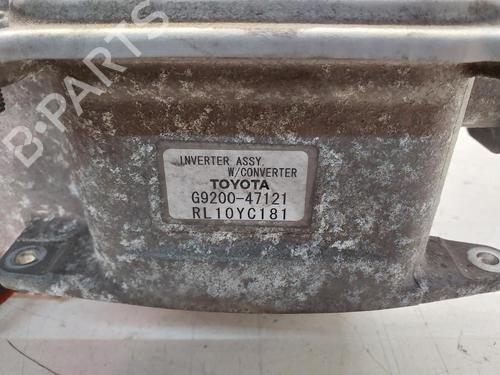 B-PARTS
INVERTER ASSY.
W/CONVERTER
TOYOTA
G9200-47121
RL10YC181